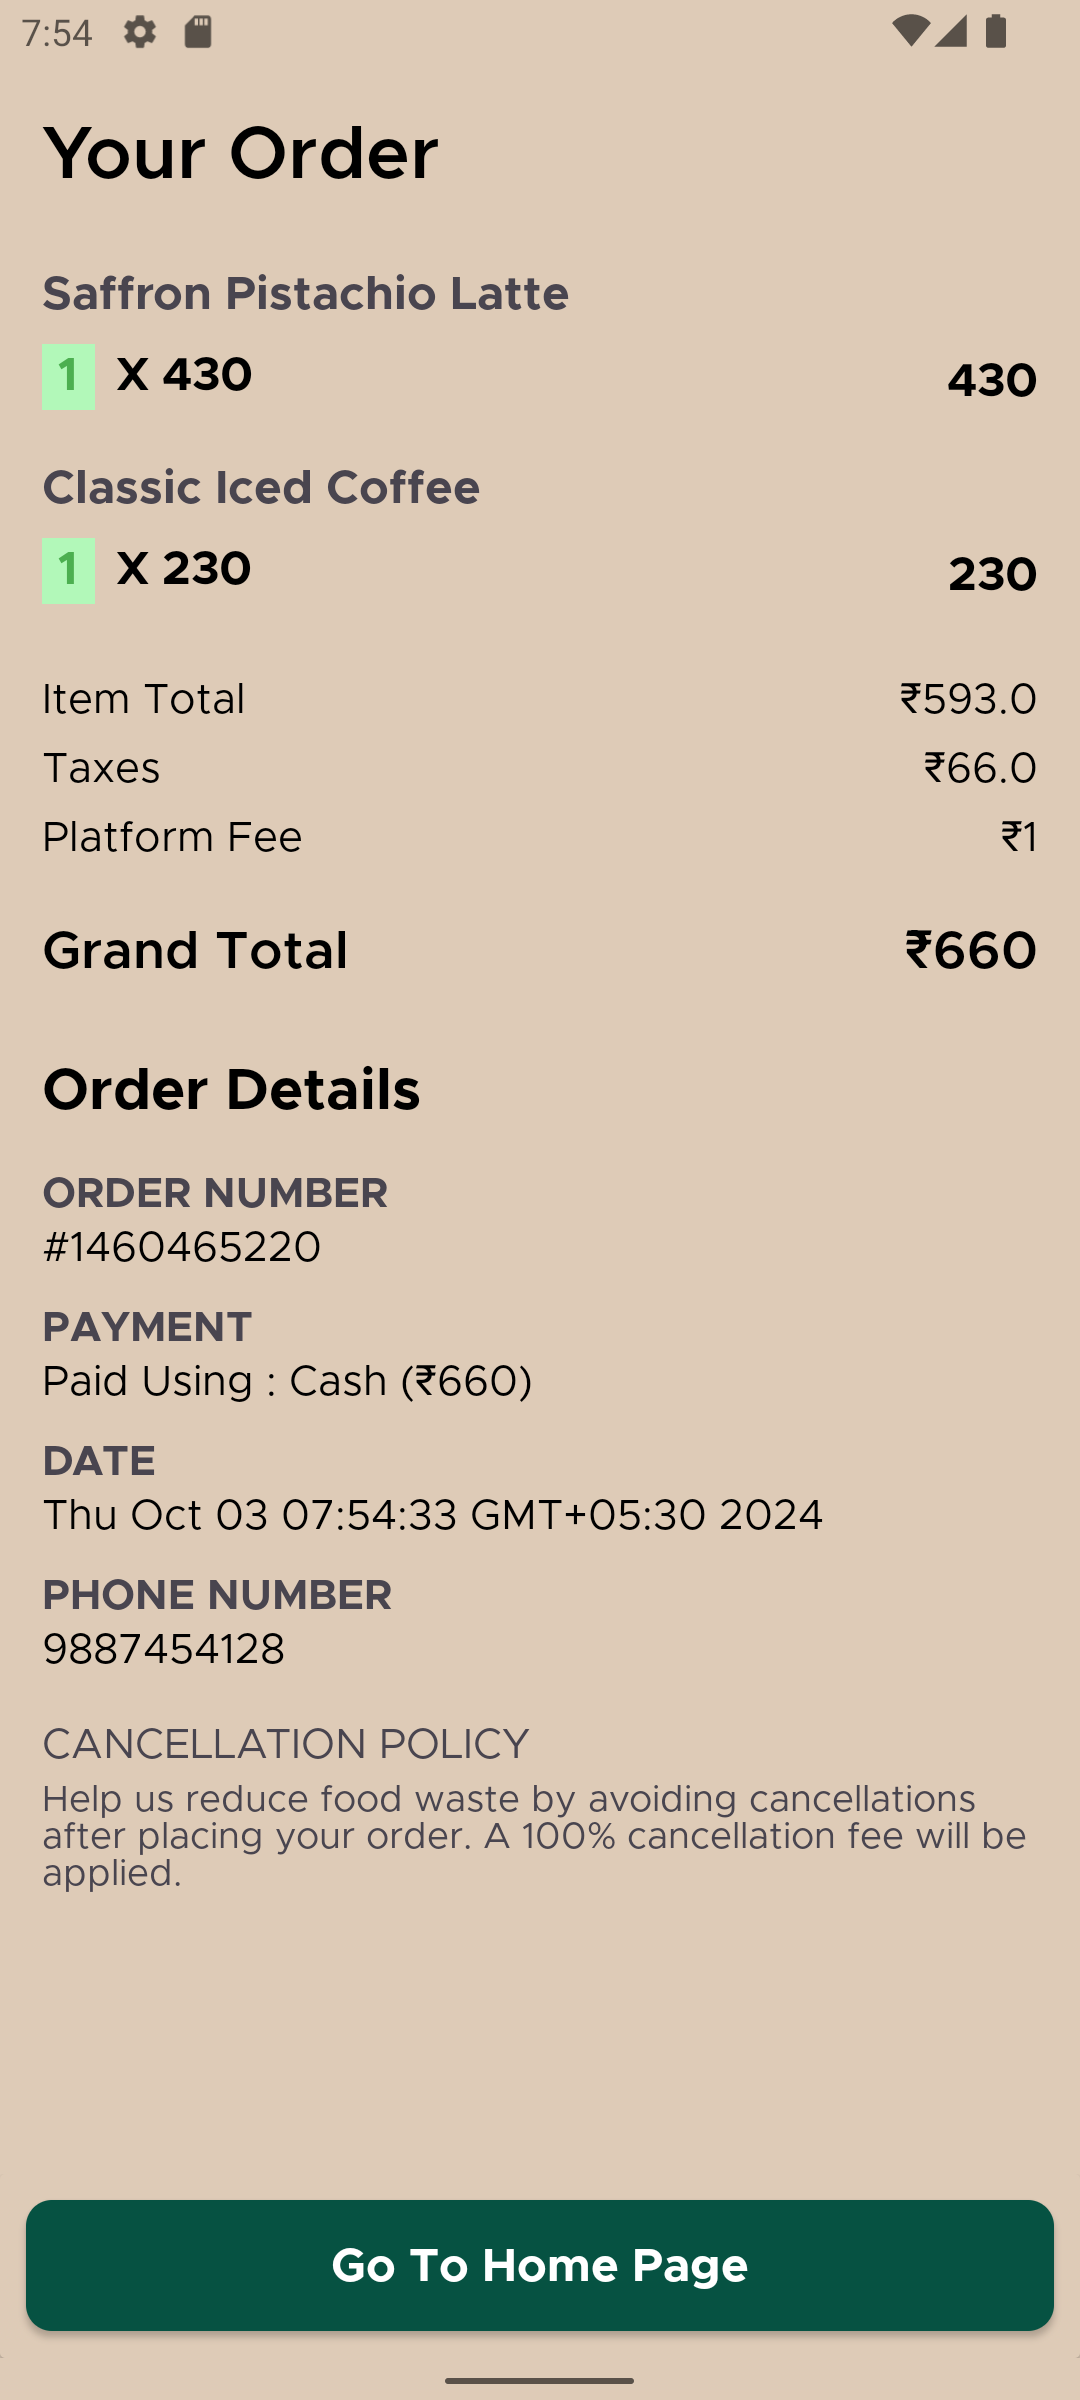 7:54
Your Order
Saffron Pistachio Latte
1 X 430 430
Classic Iced Coffee
1 X 230 230
Item Total ₹593.0
Taxes ₹66.0
Platform Fee ₹1
Grand Total ₹660
Order Details
ORDER NUMBER
#1460465220
PAYMENT
Paid Using : Cash (₹660)
DATE
Thu Oct 03 07:54:33 GMT+05:30 2024
PHONE NUMBER
9887454128
CANCELLATION POLICY
Help us reduce food waste by avoiding cancellations
after placing your order. A 100% cancellation fee will be
applied.
Go To Home Page